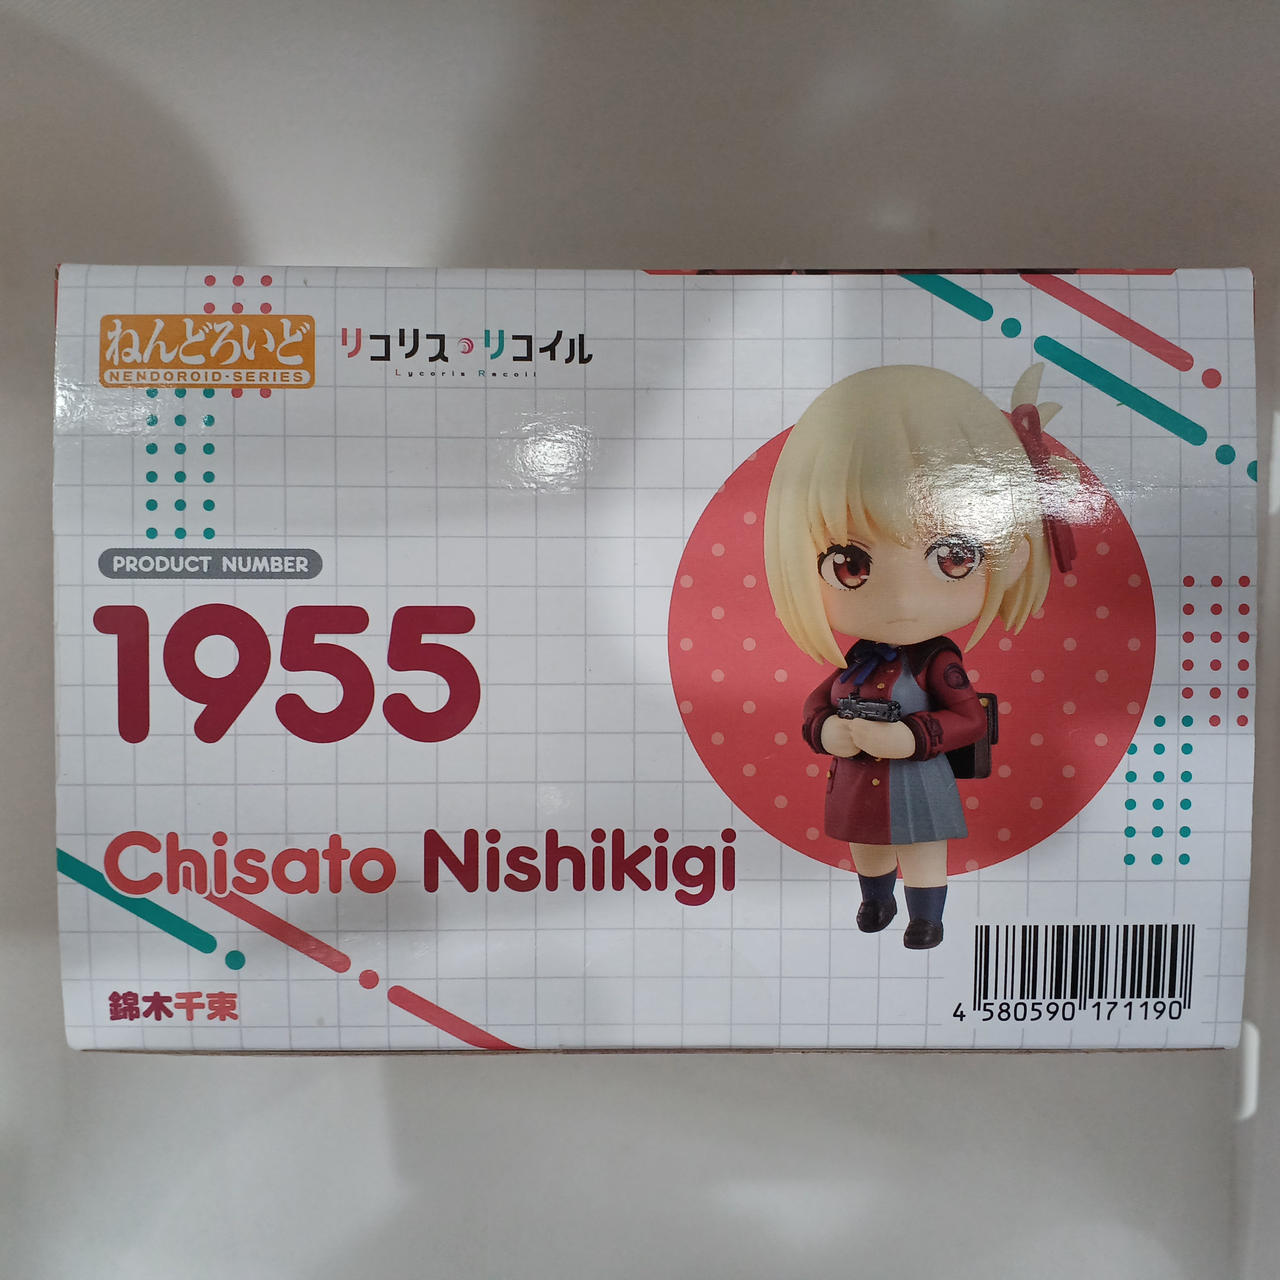 ねんどろいど
NENDOROID·SERIES
リコリス・リコイル
Lycoris Recoil
PRODUCT NUMBER
1955
Chisato Nishikigi
錦木千束
4 580590 171190